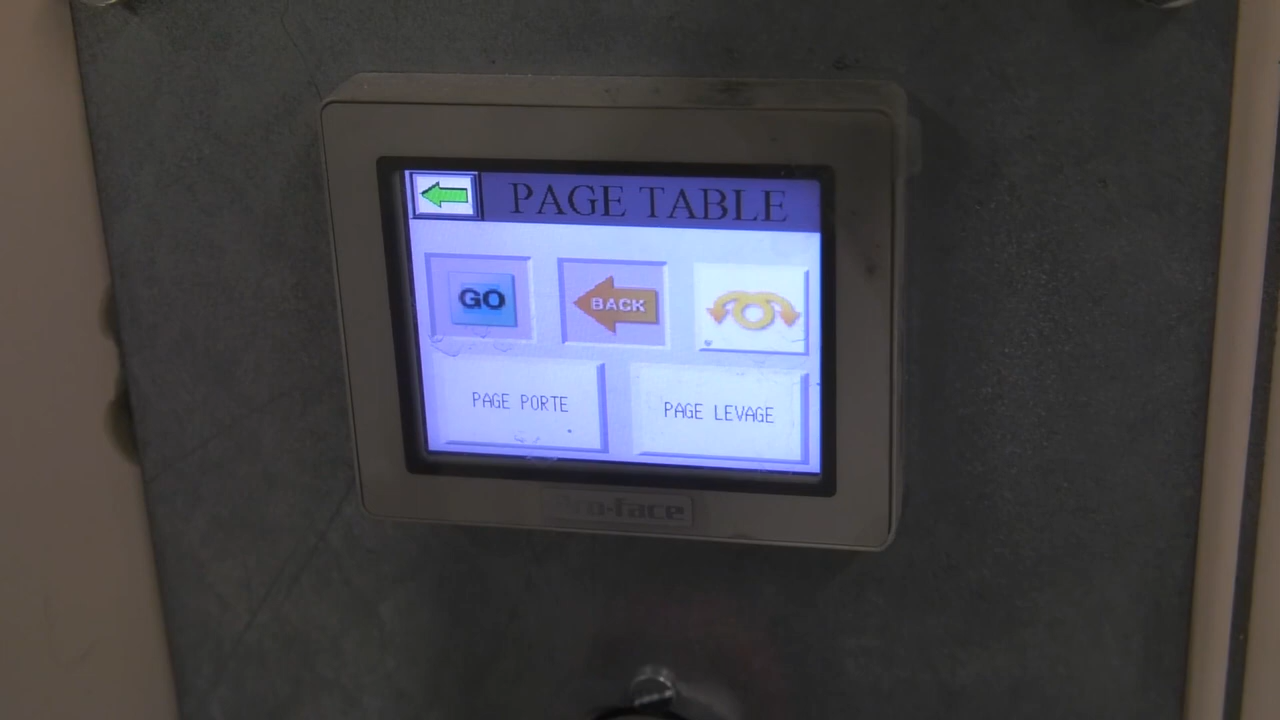 PAGE TABLE
GO
BACK
PAGE PORTE
PAGE LEVAGE
Pro-face